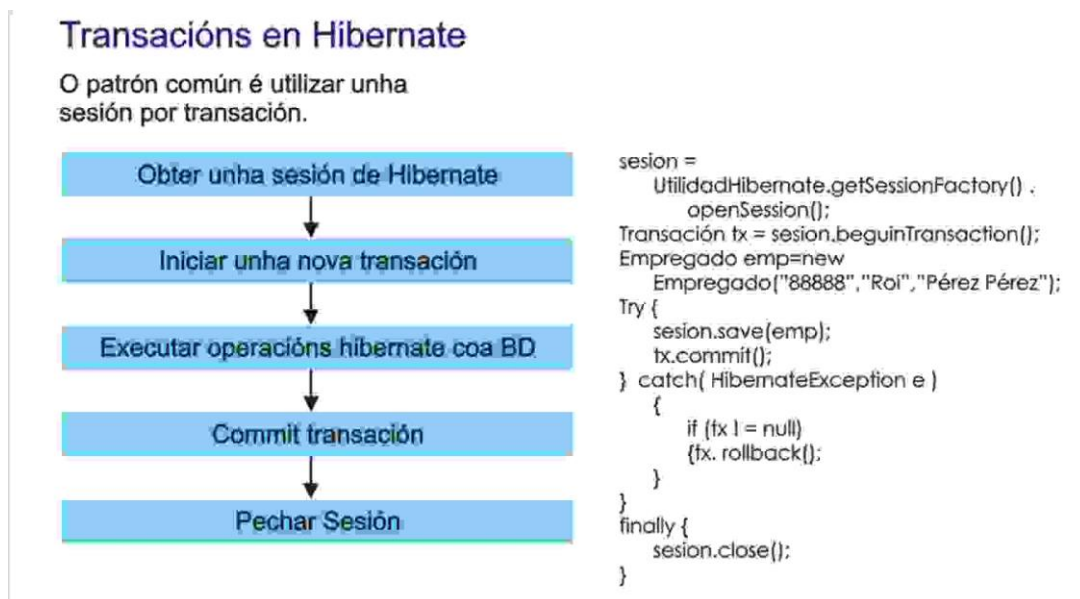 Transacións en Hibernate
O patrón común é utilizar unha
sesión por transación.
Obter unha sesión de Hibernate
Iniciar unha nova transación
Executar operacións hibernate coa BD
Commit transación
Pechar Sesión
sesion =
UtilidadHibernate.getSessionFactory() .
openSession();
Transación tx = sesion.beguinTransaction();
Empregado emp=new
Empregado("88888","Roi","Pérez Pérez");
Try {
sesion.save(emp);
tx.commit();
} catch( HibernateException e )
{
if (tx ! = null)
{tx. rollback();
}
}
finally {
sesion.close();
}